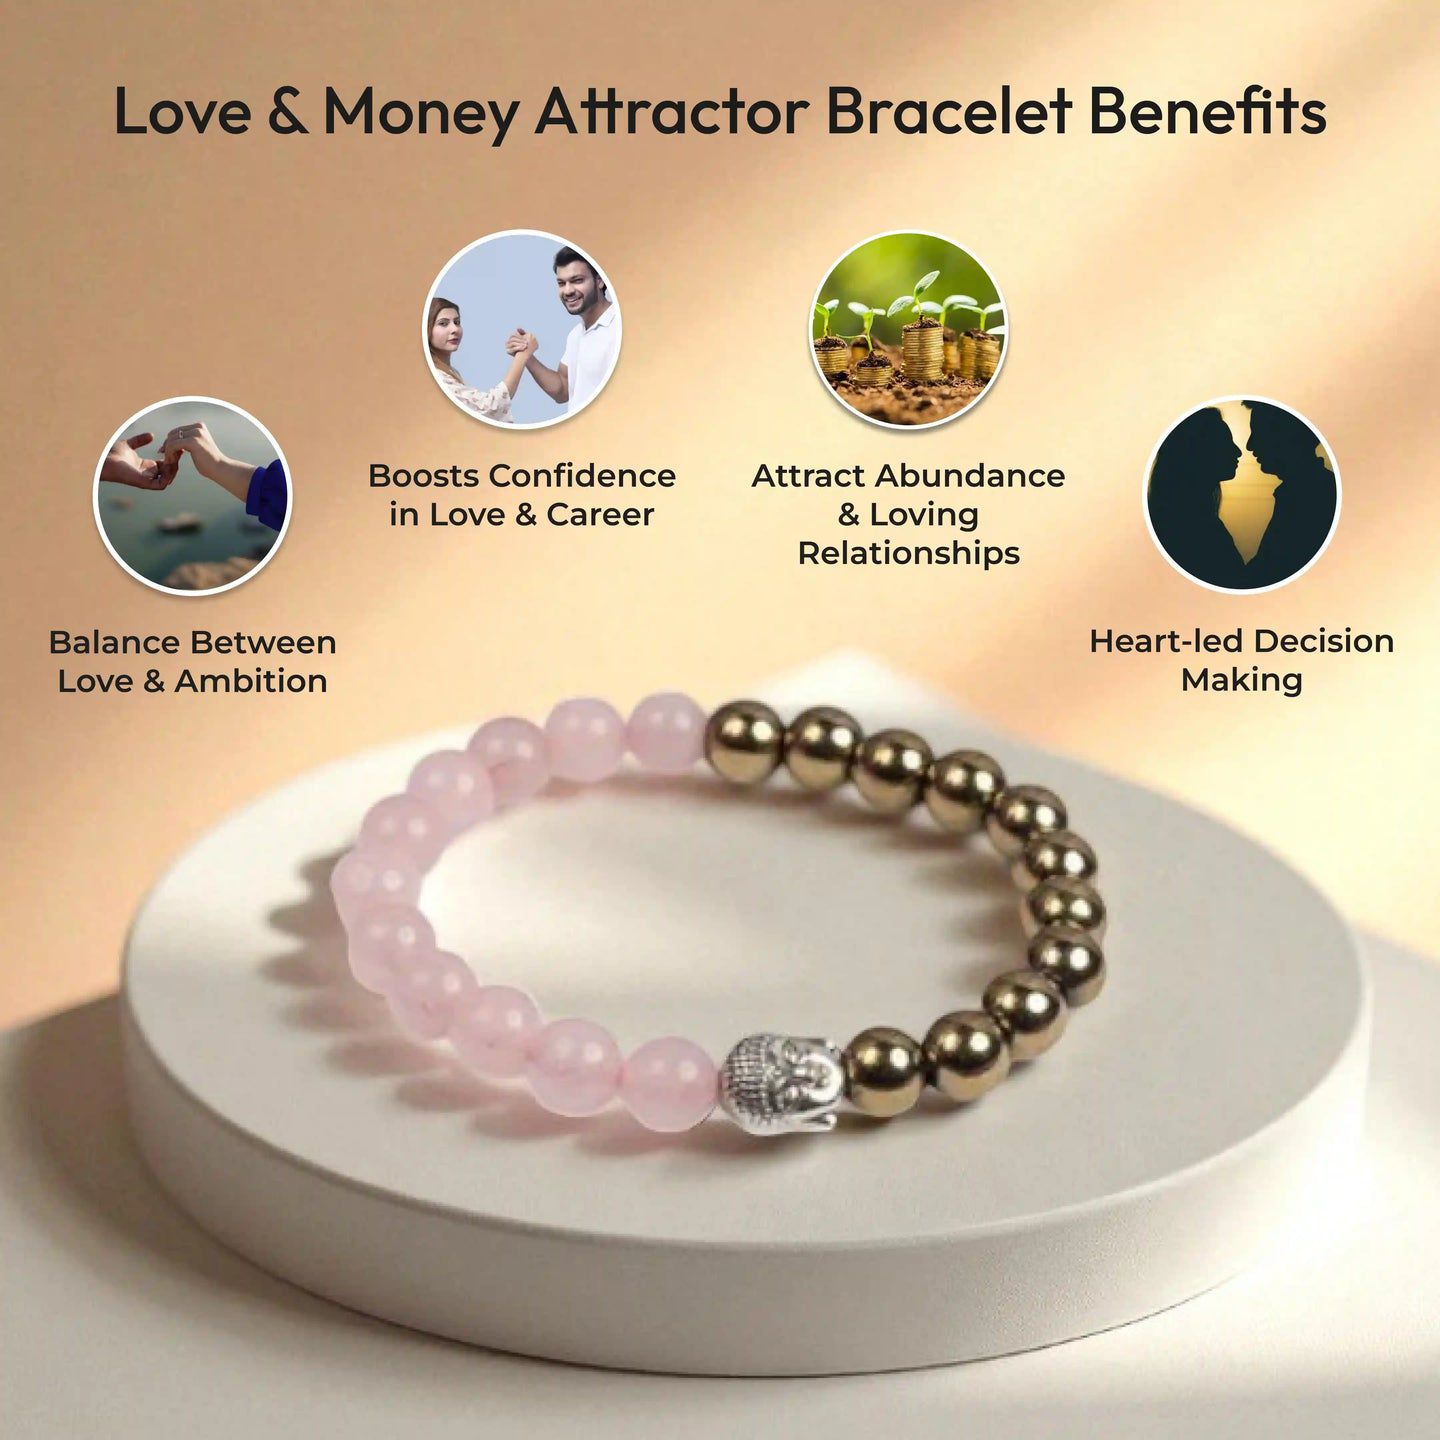 Love & Money Attractor Bracelet Benefits
Balance Between
Love & Ambition
Boosts Confidence
in Love & Career
Attract Abundance
& Loving
Relationships
Heart-led Decision
Making